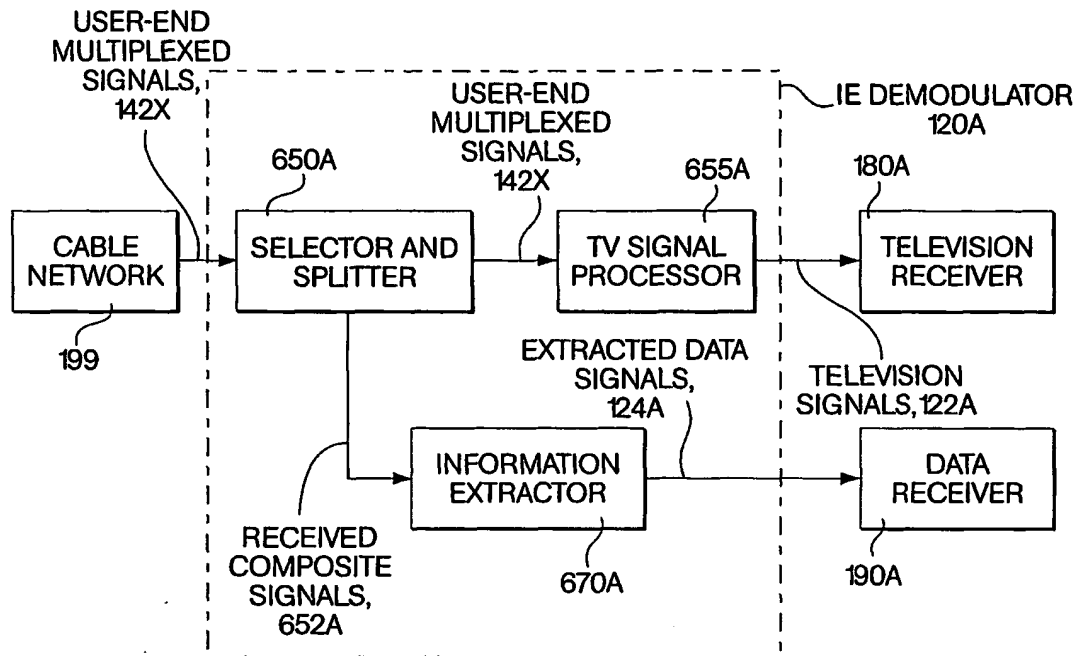 USER-END
MULTIPLEXED
SIGNALS,
142X
USER-END
MULTIPLEXED
SIGNALS,
142X
IE DEMODULATOR
120A
650A
655A
180A
CABLE
NETWORK
SELECTOR AND
SPLITTER
TV SIGNAL
PROCESSOR
TELEVISION
RECEIVER
199
EXTRACTED DATA
SIGNALS,
124A
TELEVISION
SIGNALS,122A
INFORMATION
EXTRACTOR
DATA
RECEIVER
RECEIVED
COMPOSITE
SIGNALS,
652A
670A
190A